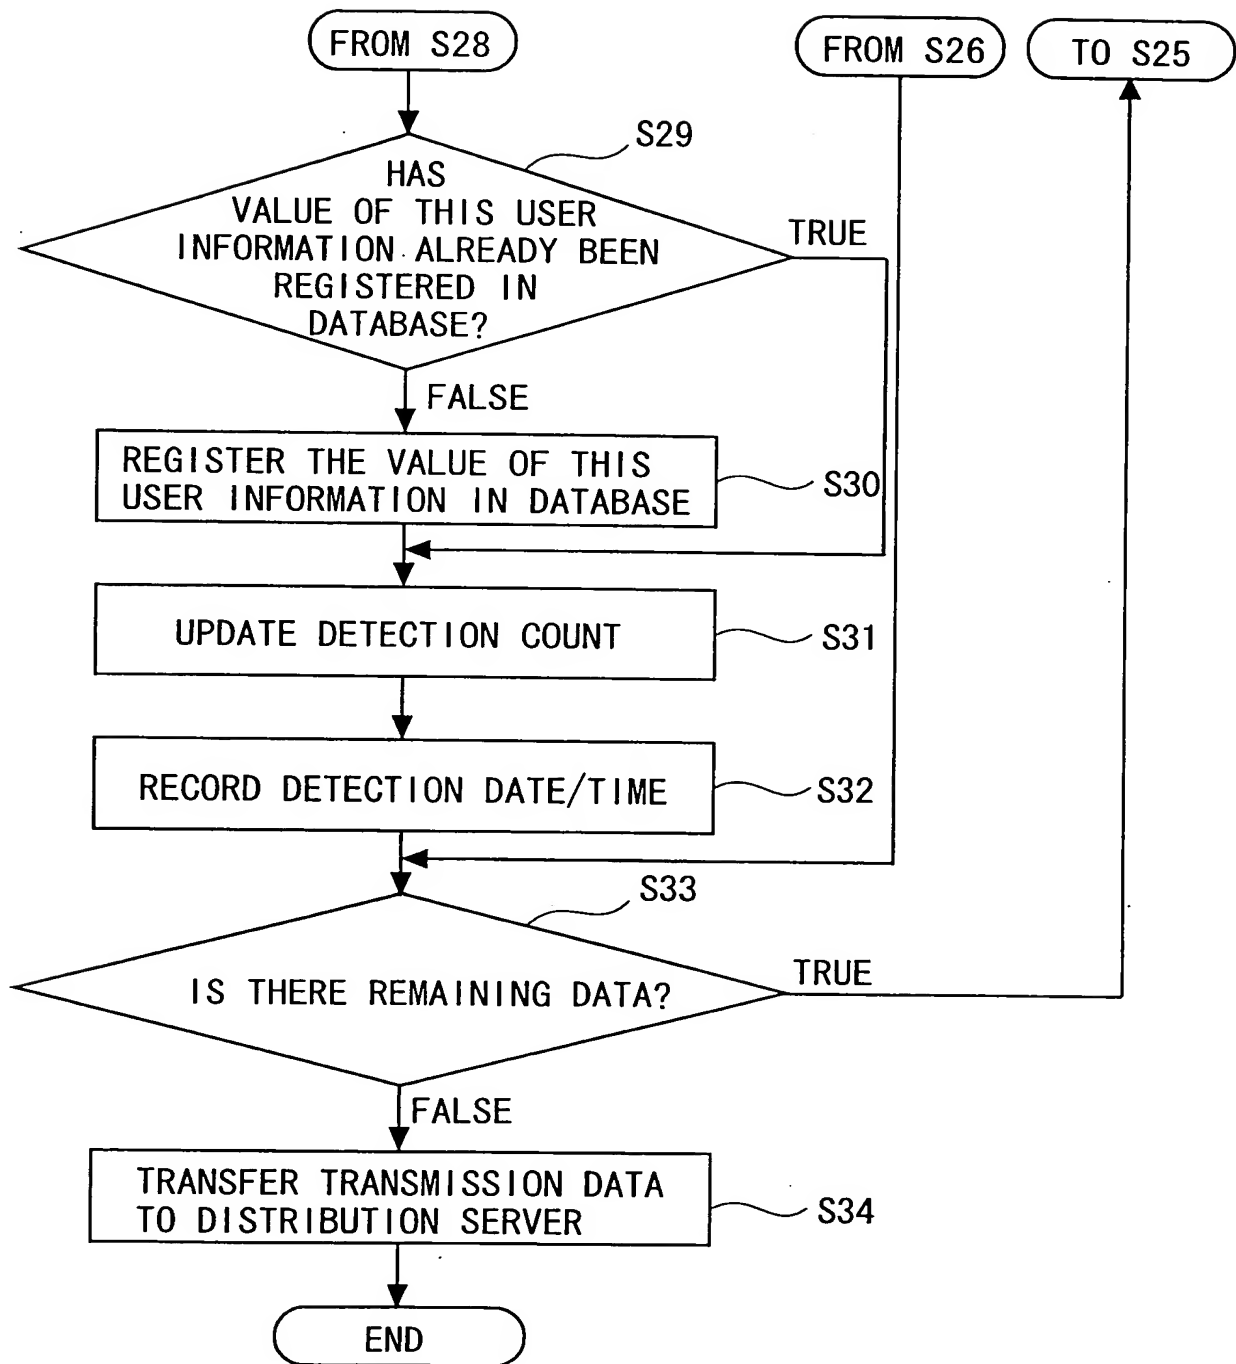 FROM S28
FROM S26
TO S25
S29
HAS
VALUE OF THIS USER
INFORMATION ALREADY BEEN
REGISTERED IN
DATABASE?
TRUE
FALSE
REGISTER THE VALUE OF THIS
USER INFORMATION IN DATABASE
S30
UPDATE DETECTION COUNT
S31
RECORD DETECTION DATE/TIME
S32
S33
IS THERE REMAINING DATA?
TRUE
FALSE
TRANSFER TRANSMISSION DATA
TO DISTRIBUTION SERVER
S34
END